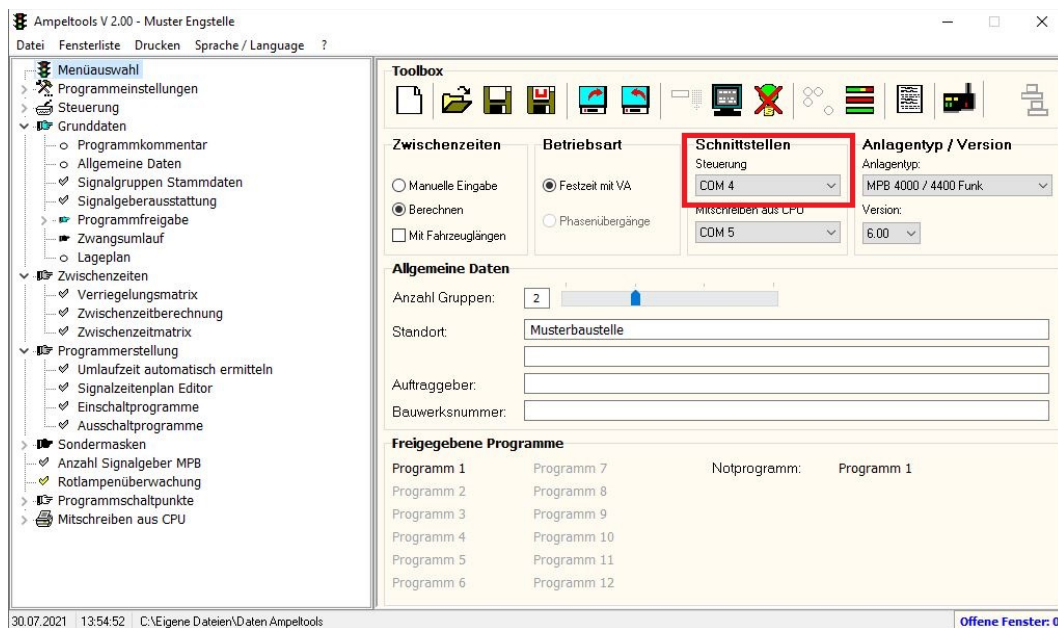 Ampeltools V 2.00 - Muster Engstelle
Datei Fensterliste Drucken Sprache / Language ?
Menüauswahl
Programmeinstellungen
Steuerung
Grunddaten
Programmkommentar
Allgemeine Daten
Signalgruppen Stammdaten
Signalgeberausstattung
Programmfreigabe
Zwangsumlauf
Lageplan
Zwischenzeiten
Verriegelungsmatrix
Zwischenzeitberechnung
Zwischenzeitmatrix
Programmerstellung
Umlaufzeit automatisch ermitteln
Signalzeitenplan Editor
Einschaltprogramme
Ausschaltprogramme
Sondermasken
Anzahl Signalgeber MPB
Rotlampenüberwachung
Programmschaltpunkte
Mitschreiben aus CPU
Toolbox
Zwischenzeiten
Manuelle Eingabe
Berechnen
Mit Fahrzeuglängen
Betriebsart
Festzeit mit VA
Phasenübergänge
Schnittstellen
Steuerung
COM 4
Mitschreiben aus CPU
COM 5
Anlagentyp / Version
Anlagentyp:
MPB 4000 / 4400 Funk
Version:
6.00
Allgemeine Daten
Anzahl Gruppen: 2
Standort: Musterbaustelle
Auftraggeber:
Bauwerksnummer:
Freigegebene Programme
Programm 1 Programm 7 Notprogramm: Programm 1
Programm 2 Programm 8
Programm 3 Programm 9
Programm 4 Programm 10
Programm 5 Programm 11
Programm 6 Programm 12
30.07.2021 13:54:52 C:\Eigene Dateien\Daten Ampeltools Offene Fenster: 0